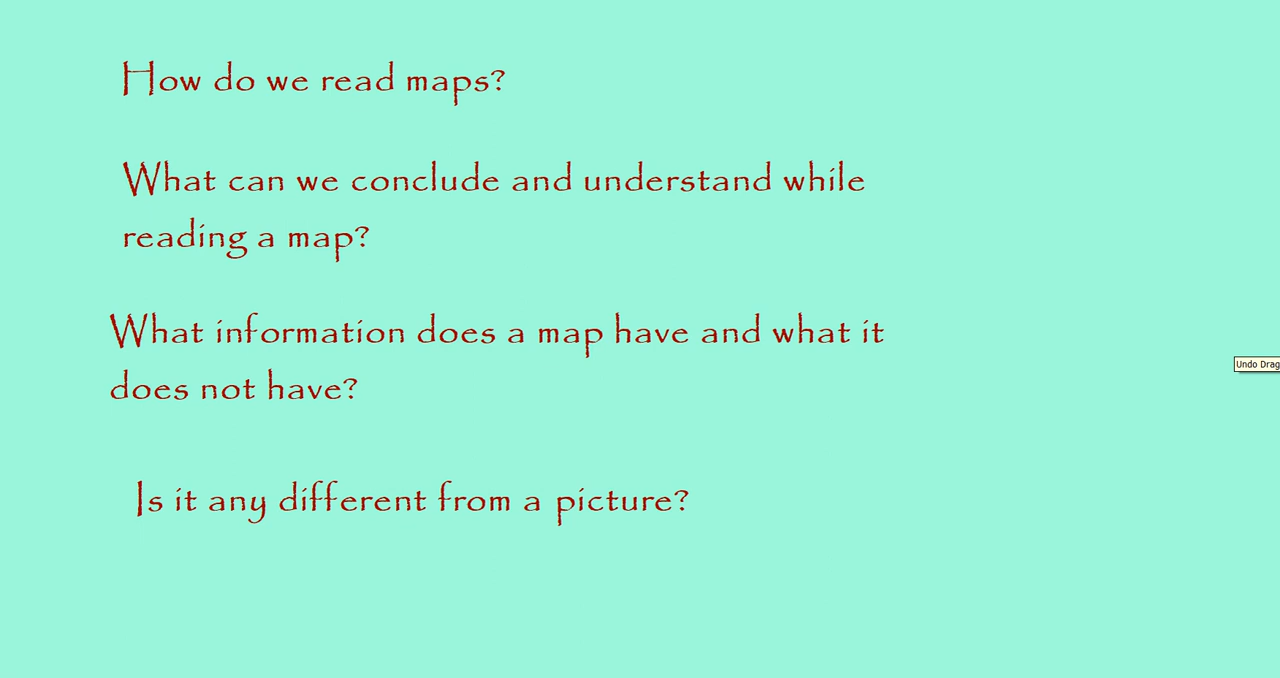 How do we read maps?
What can we conclude and understand while
reading a map?
What information does a map have and what it
does not have?
Undo Drag
Is it any different from a picture?